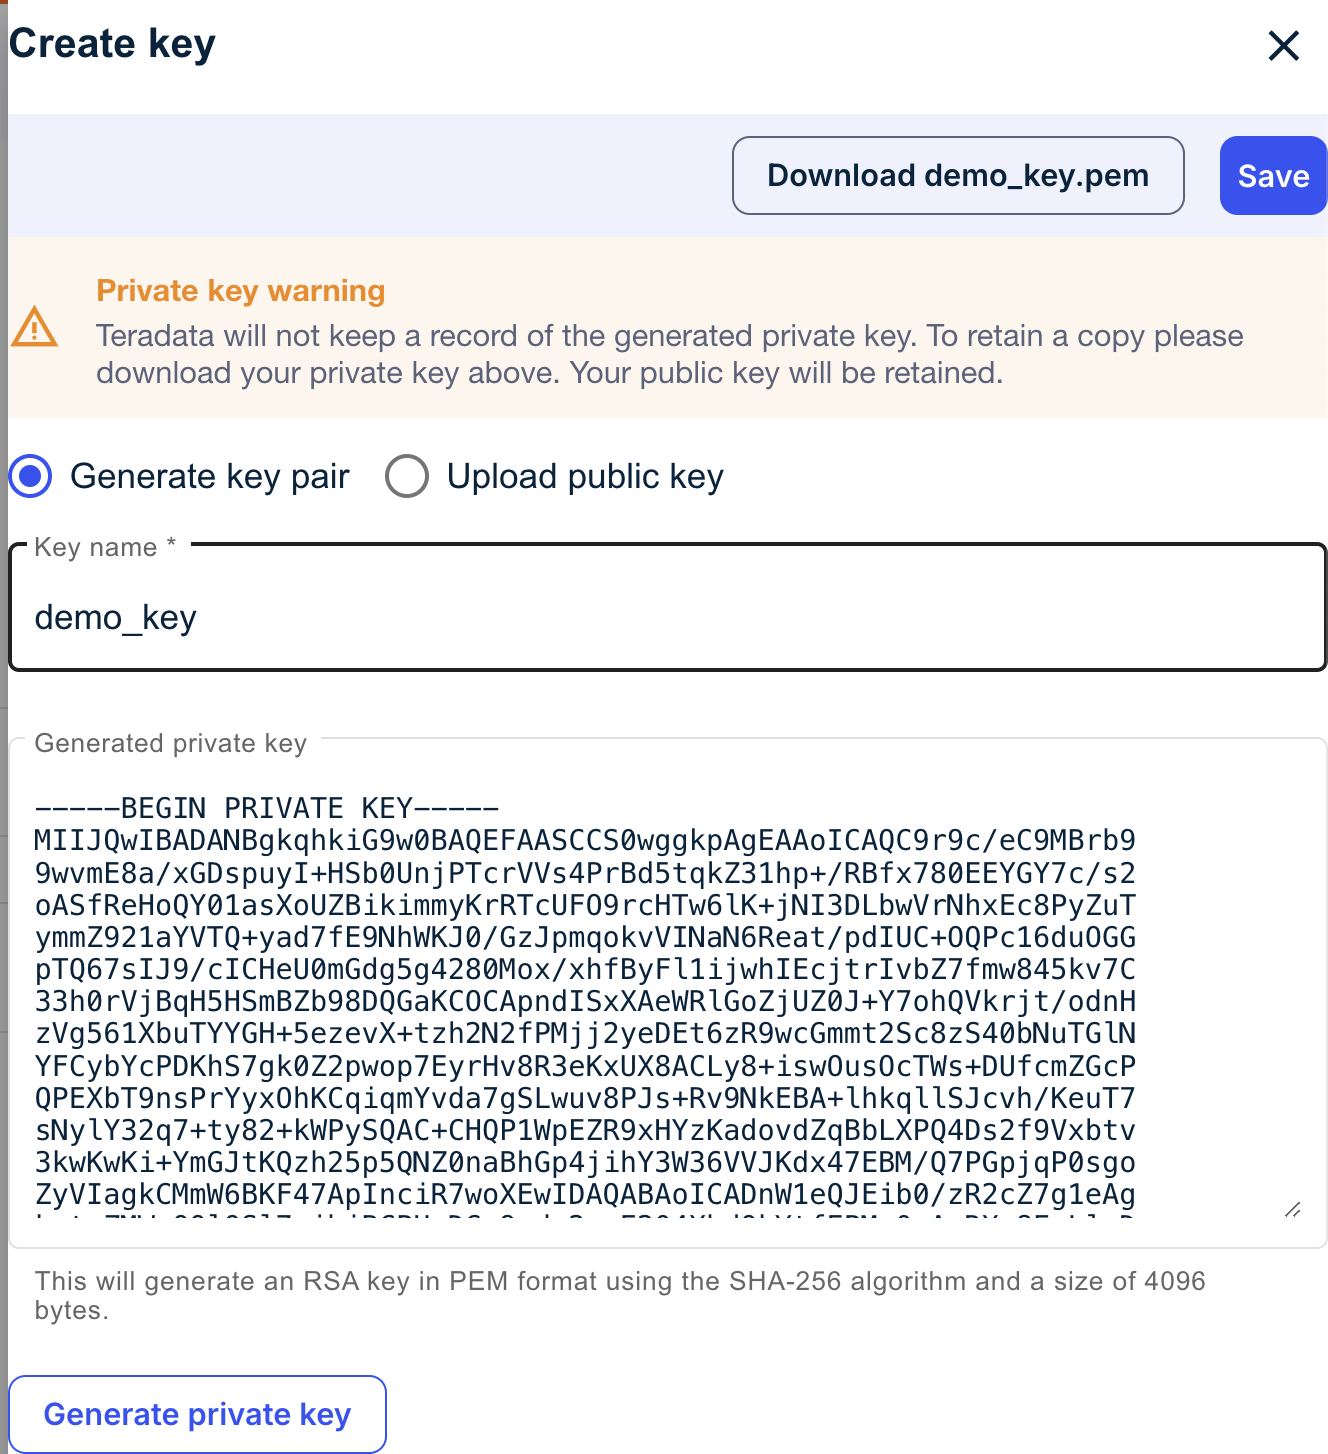 Create key
Download demo_key.pem
Save
Private key warning
Teradata will not keep a record of the generated private key. To retain a copy please
download your private key above. Your public key will be retained.
Generate key pair
Upload public key
Key name *
demo_key
Generated private key
-----BEGIN PRIVATE KEY-----
MIIJQwIBADANBgkqhkiG9w0BAQEFAASCCS0wggkpAgEAAoICAQC9r9c/eC9MBrb9
9wvmE8a/xGDspuyI+HSb0UnjPTcrVVs4PrBd5tqkZ31hp+/RBfx780EEYGY7c/s2
oASfReHoQY01asXoUZBikimmyKrRTcUFO9rcHTw6lK+jNI3DLbwVrNhxEc8PyZuT
ymmZ921aYVTQ+yad7fE9NhWKJ0/GzJpmqokvVINaN6Reat/pdIUC+OQPc16duOGG
pTQ67sIJ9/cICHeU0mGdg5g4280Mox/xhfByFl1ijwhIEcjtrIvbZ7fmw845kv7C
33h0rVjBqH5HSmBZb98DQGaKCOCApndISxXAeWRlGoZjUZ0J+Y7ohQVkrjt/odnH
zVg561XbuTYYGH+5ezevX+tzh2N2fPMjj2yeDEt6zR9wcGmmt2Sc8zS40bNuTGlN
YFCybYcPDKhS7gk0Z2pwop7EyrHv8R3eKxUX8ACLy8+iswOusOcTWs+DUfcmZGcP
QPEXbT9nsPrYyxOhKCqiqmYvda7gSLwuv8PJs+Rv9NkEBA+lhkqllSJcvh/KeuT7
sNylY32q7+ty82+kWPySQAC+CHQP1WpEZR9xHYzKadovdZqBbLXPQ4Ds2f9Vxbtv
3kwKwKi+YmGJtKQzh25p5QNZ0naBhGp4jihY3W36VVJKdx47EBM/Q7PGpjqP0sgo
ZyVIagkCMmW6BKF47ApInciR7woXEwIDAQABAoICADnW1eQJEib0/zR2cZ7g1eAg
This will generate an RSA key in PEM format using the SHA-256 algorithm and a size of 4096
bytes.
Generate private key